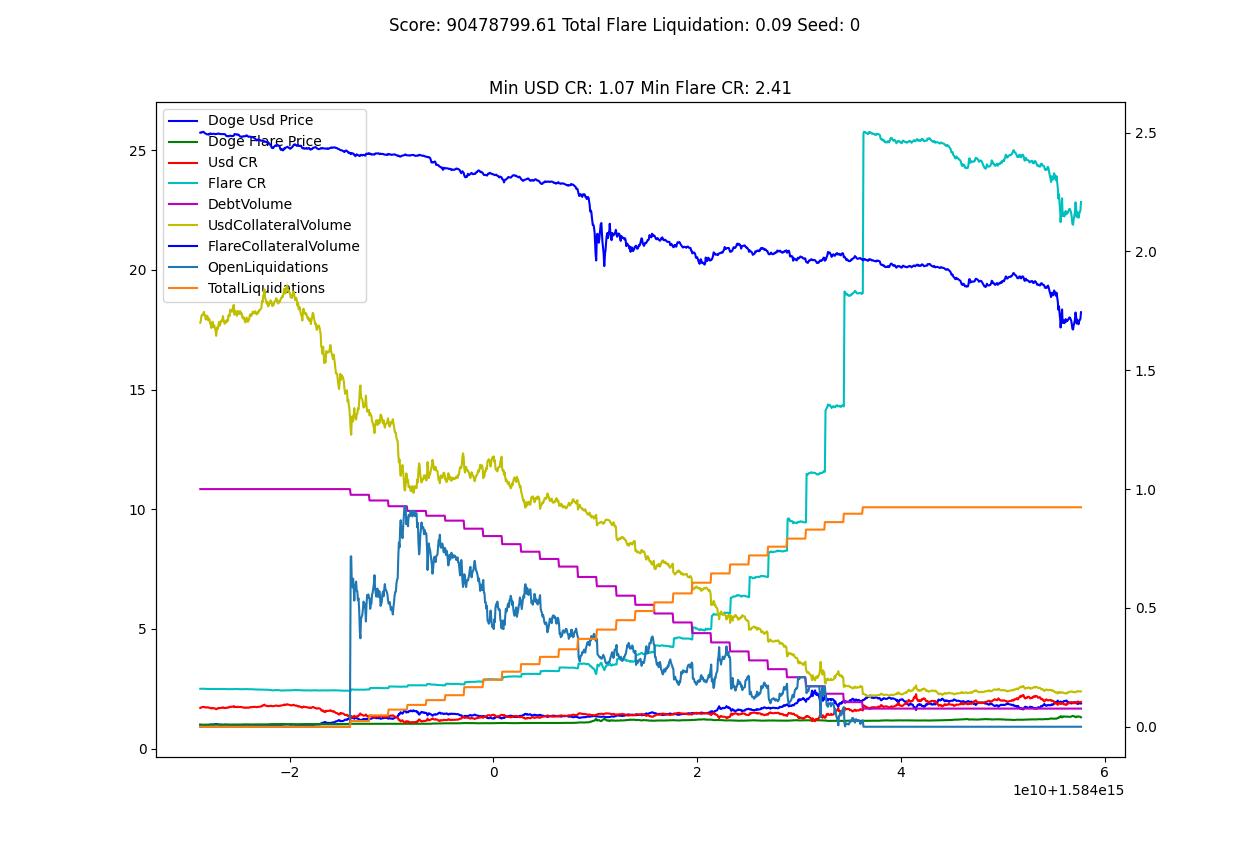 Score: 90478799.61 Total Flare Liquidation: 0.09 Seed: 0
Min USD CR: 1.07 Min Flare CR: 2.41
Doge Usd Price
Doge Flare Price
Usd CR
Flare CR
DebtVolume
UsdCollateralVolume
FlareCollateralVolume
OpenLiquidations
TotalLiquidations
25
20
15
10
5
0
2.5
2.0
1.5
1.0
0.5
0.0
−2
0
2
4
6
1e10+1.584e15